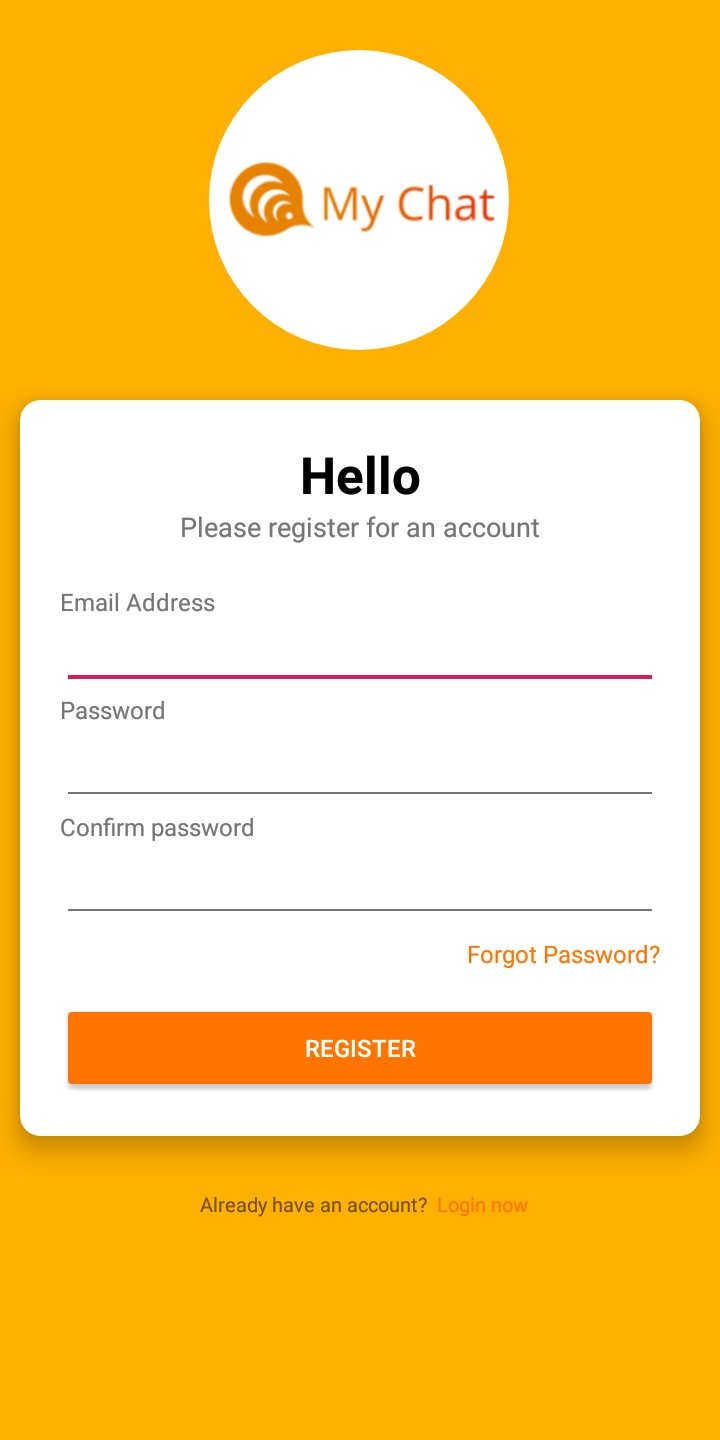 My Chat
Hello
Please register for an account
Email Address
Password
Confirm password
Forgot Password?
REGISTER
Already have an account? Login now